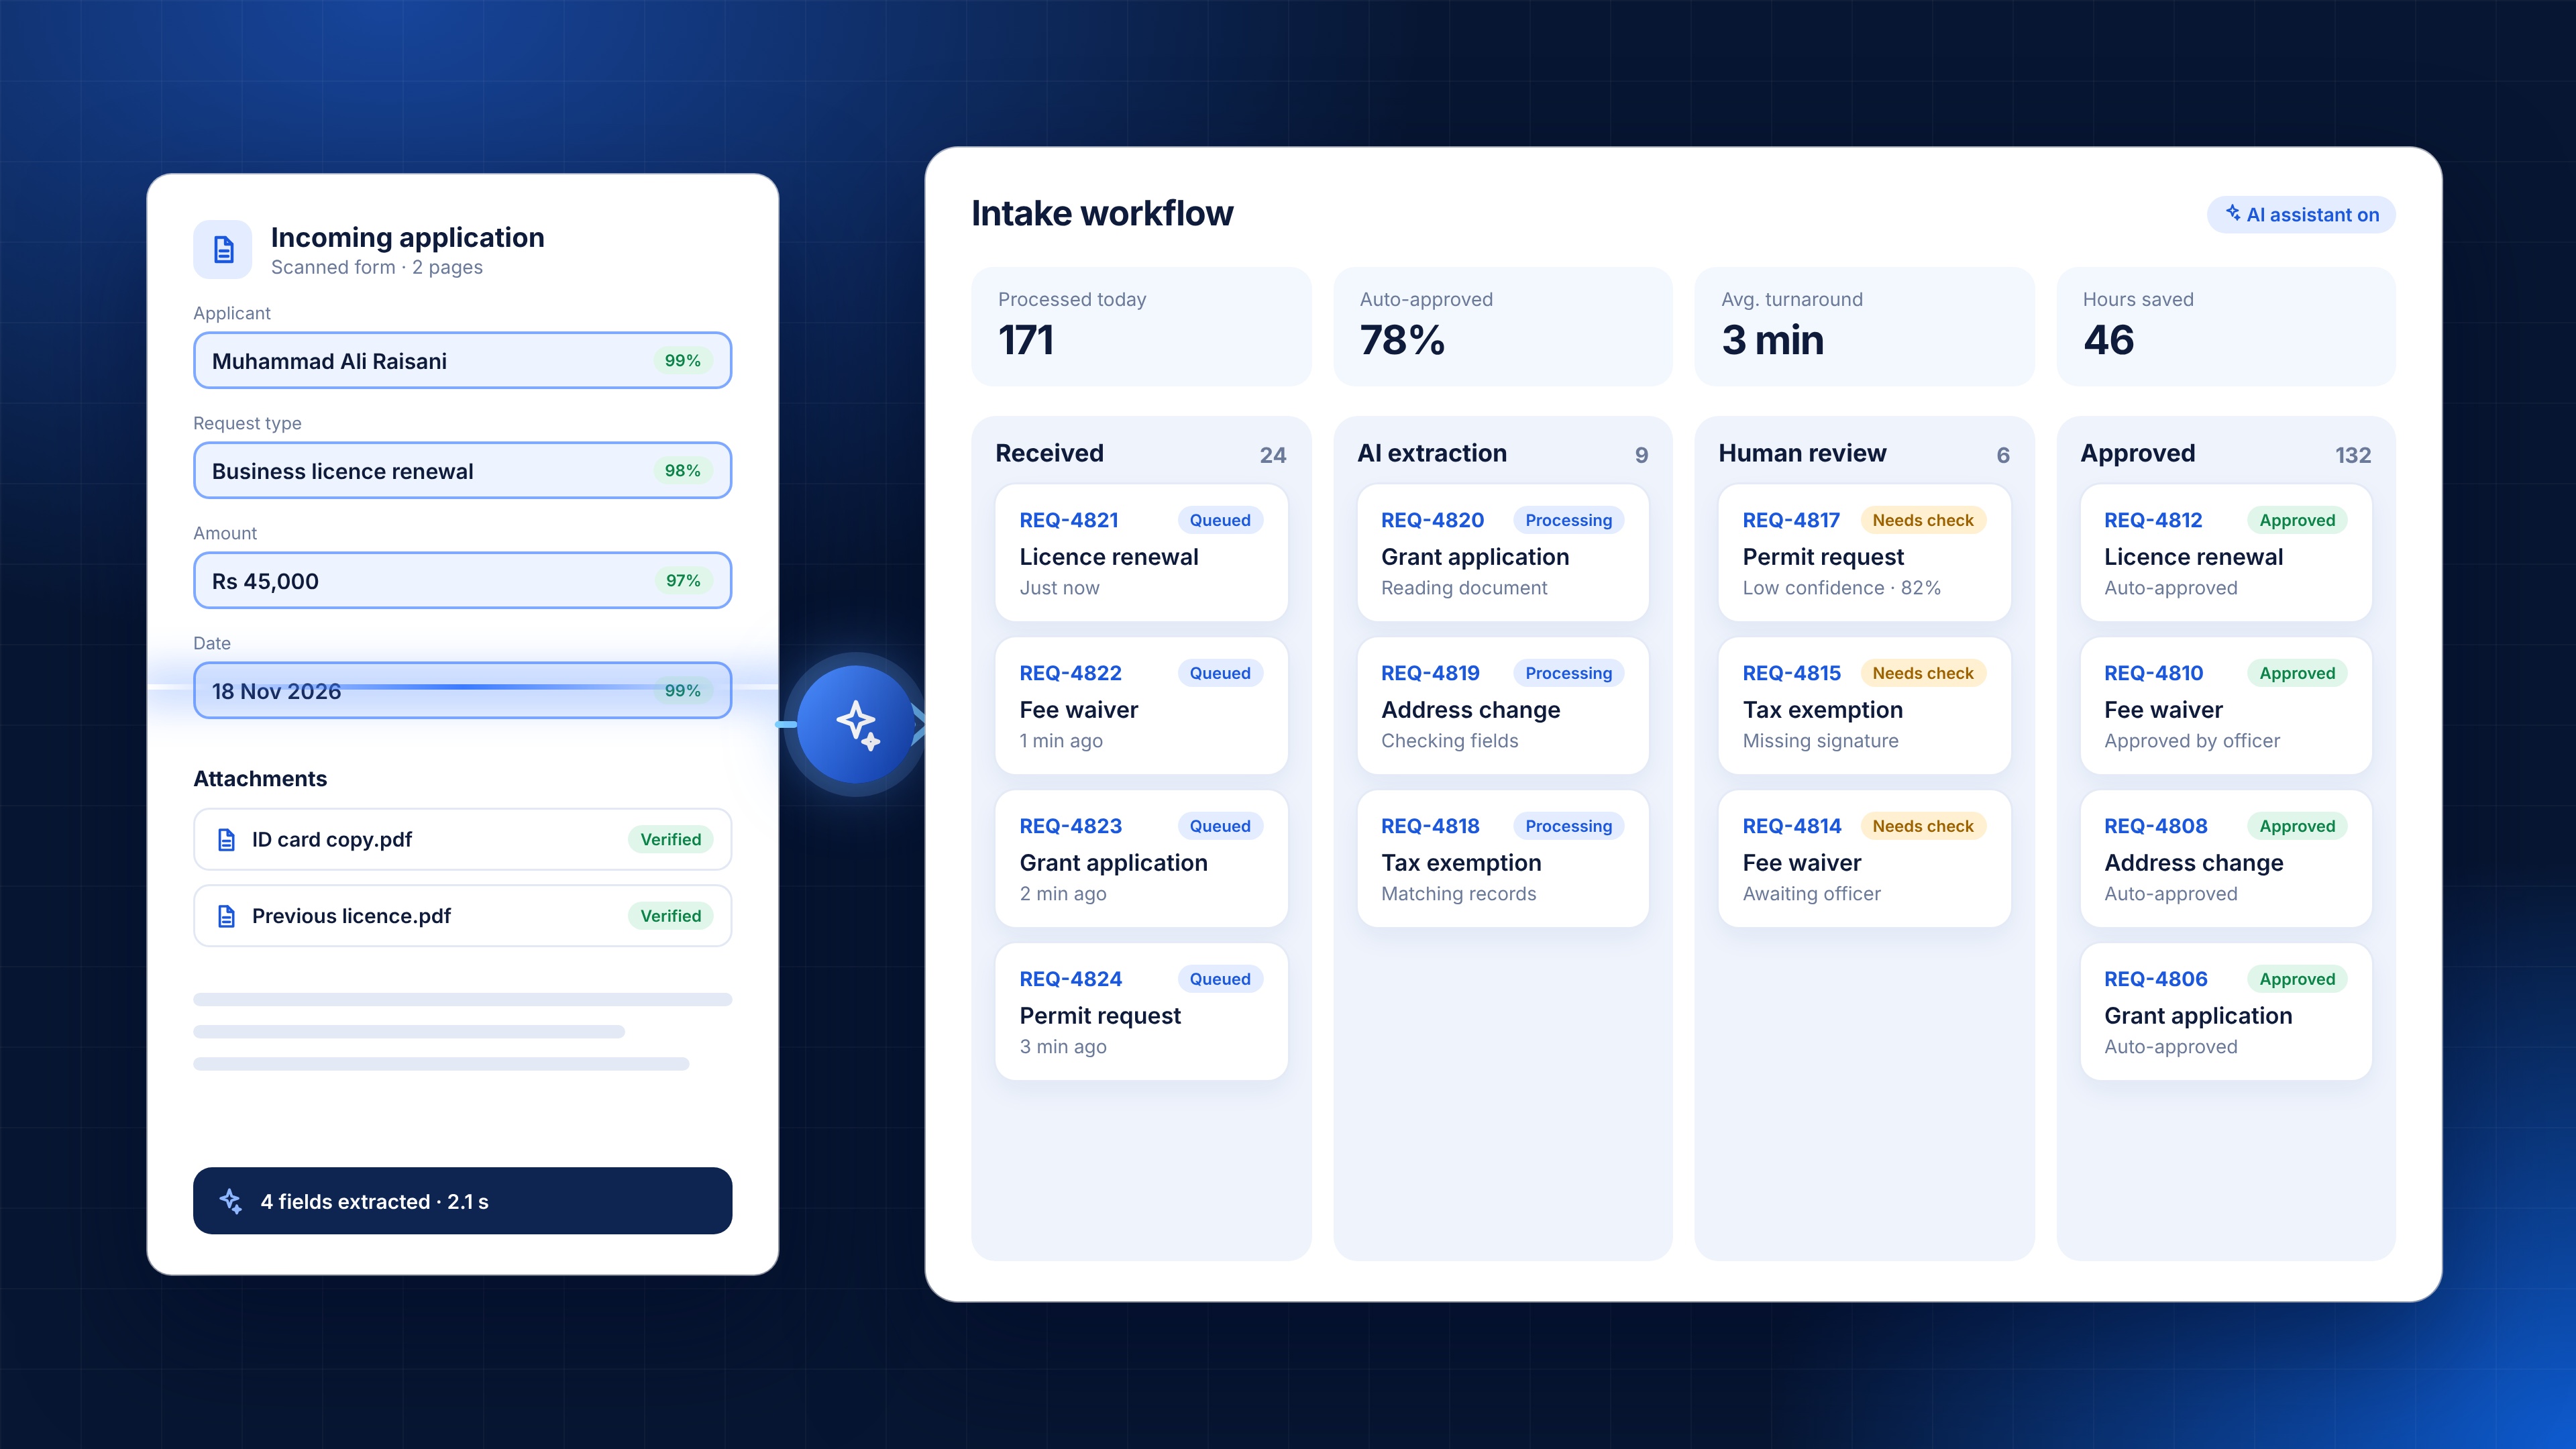 Incoming application
Scanned form · 2 pages
Applicant
Muhammad Ali Raisani 99%
Request type
Business licence renewal 98%
Amount
Rs 45,000 97%
Date
18 Nov 2026 99%
Attachments
ID card copy.pdf Verified
Previous licence.pdf Verified
4 fields extracted · 2.1 s
Intake workflow
AI assistant on
Processed today
171
Auto-approved
78%
Avg. turnaround
3 min
Hours saved
46
Received 24
REQ-4821 Queued
Licence renewal
Just now
REQ-4822 Queued
Fee waiver
1 min ago
REQ-4823 Queued
Grant application
2 min ago
REQ-4824 Queued
Permit request
3 min ago
AI extraction 9
REQ-4820 Processing
Grant application
Reading document
REQ-4819 Processing
Address change
Checking fields
REQ-4818 Processing
Tax exemption
Matching records
Human review 6
REQ-4817 Needs check
Permit request
Low confidence · 82%
REQ-4815 Needs check
Tax exemption
Missing signature
REQ-4814 Needs check
Fee waiver
Awaiting officer
Approved 132
REQ-4812 Approved
Licence renewal
Auto-approved
REQ-4810 Approved
Fee waiver
Approved by officer
REQ-4808 Approved
Address change
Auto-approved
REQ-4806 Approved
Grant application
Auto-approved